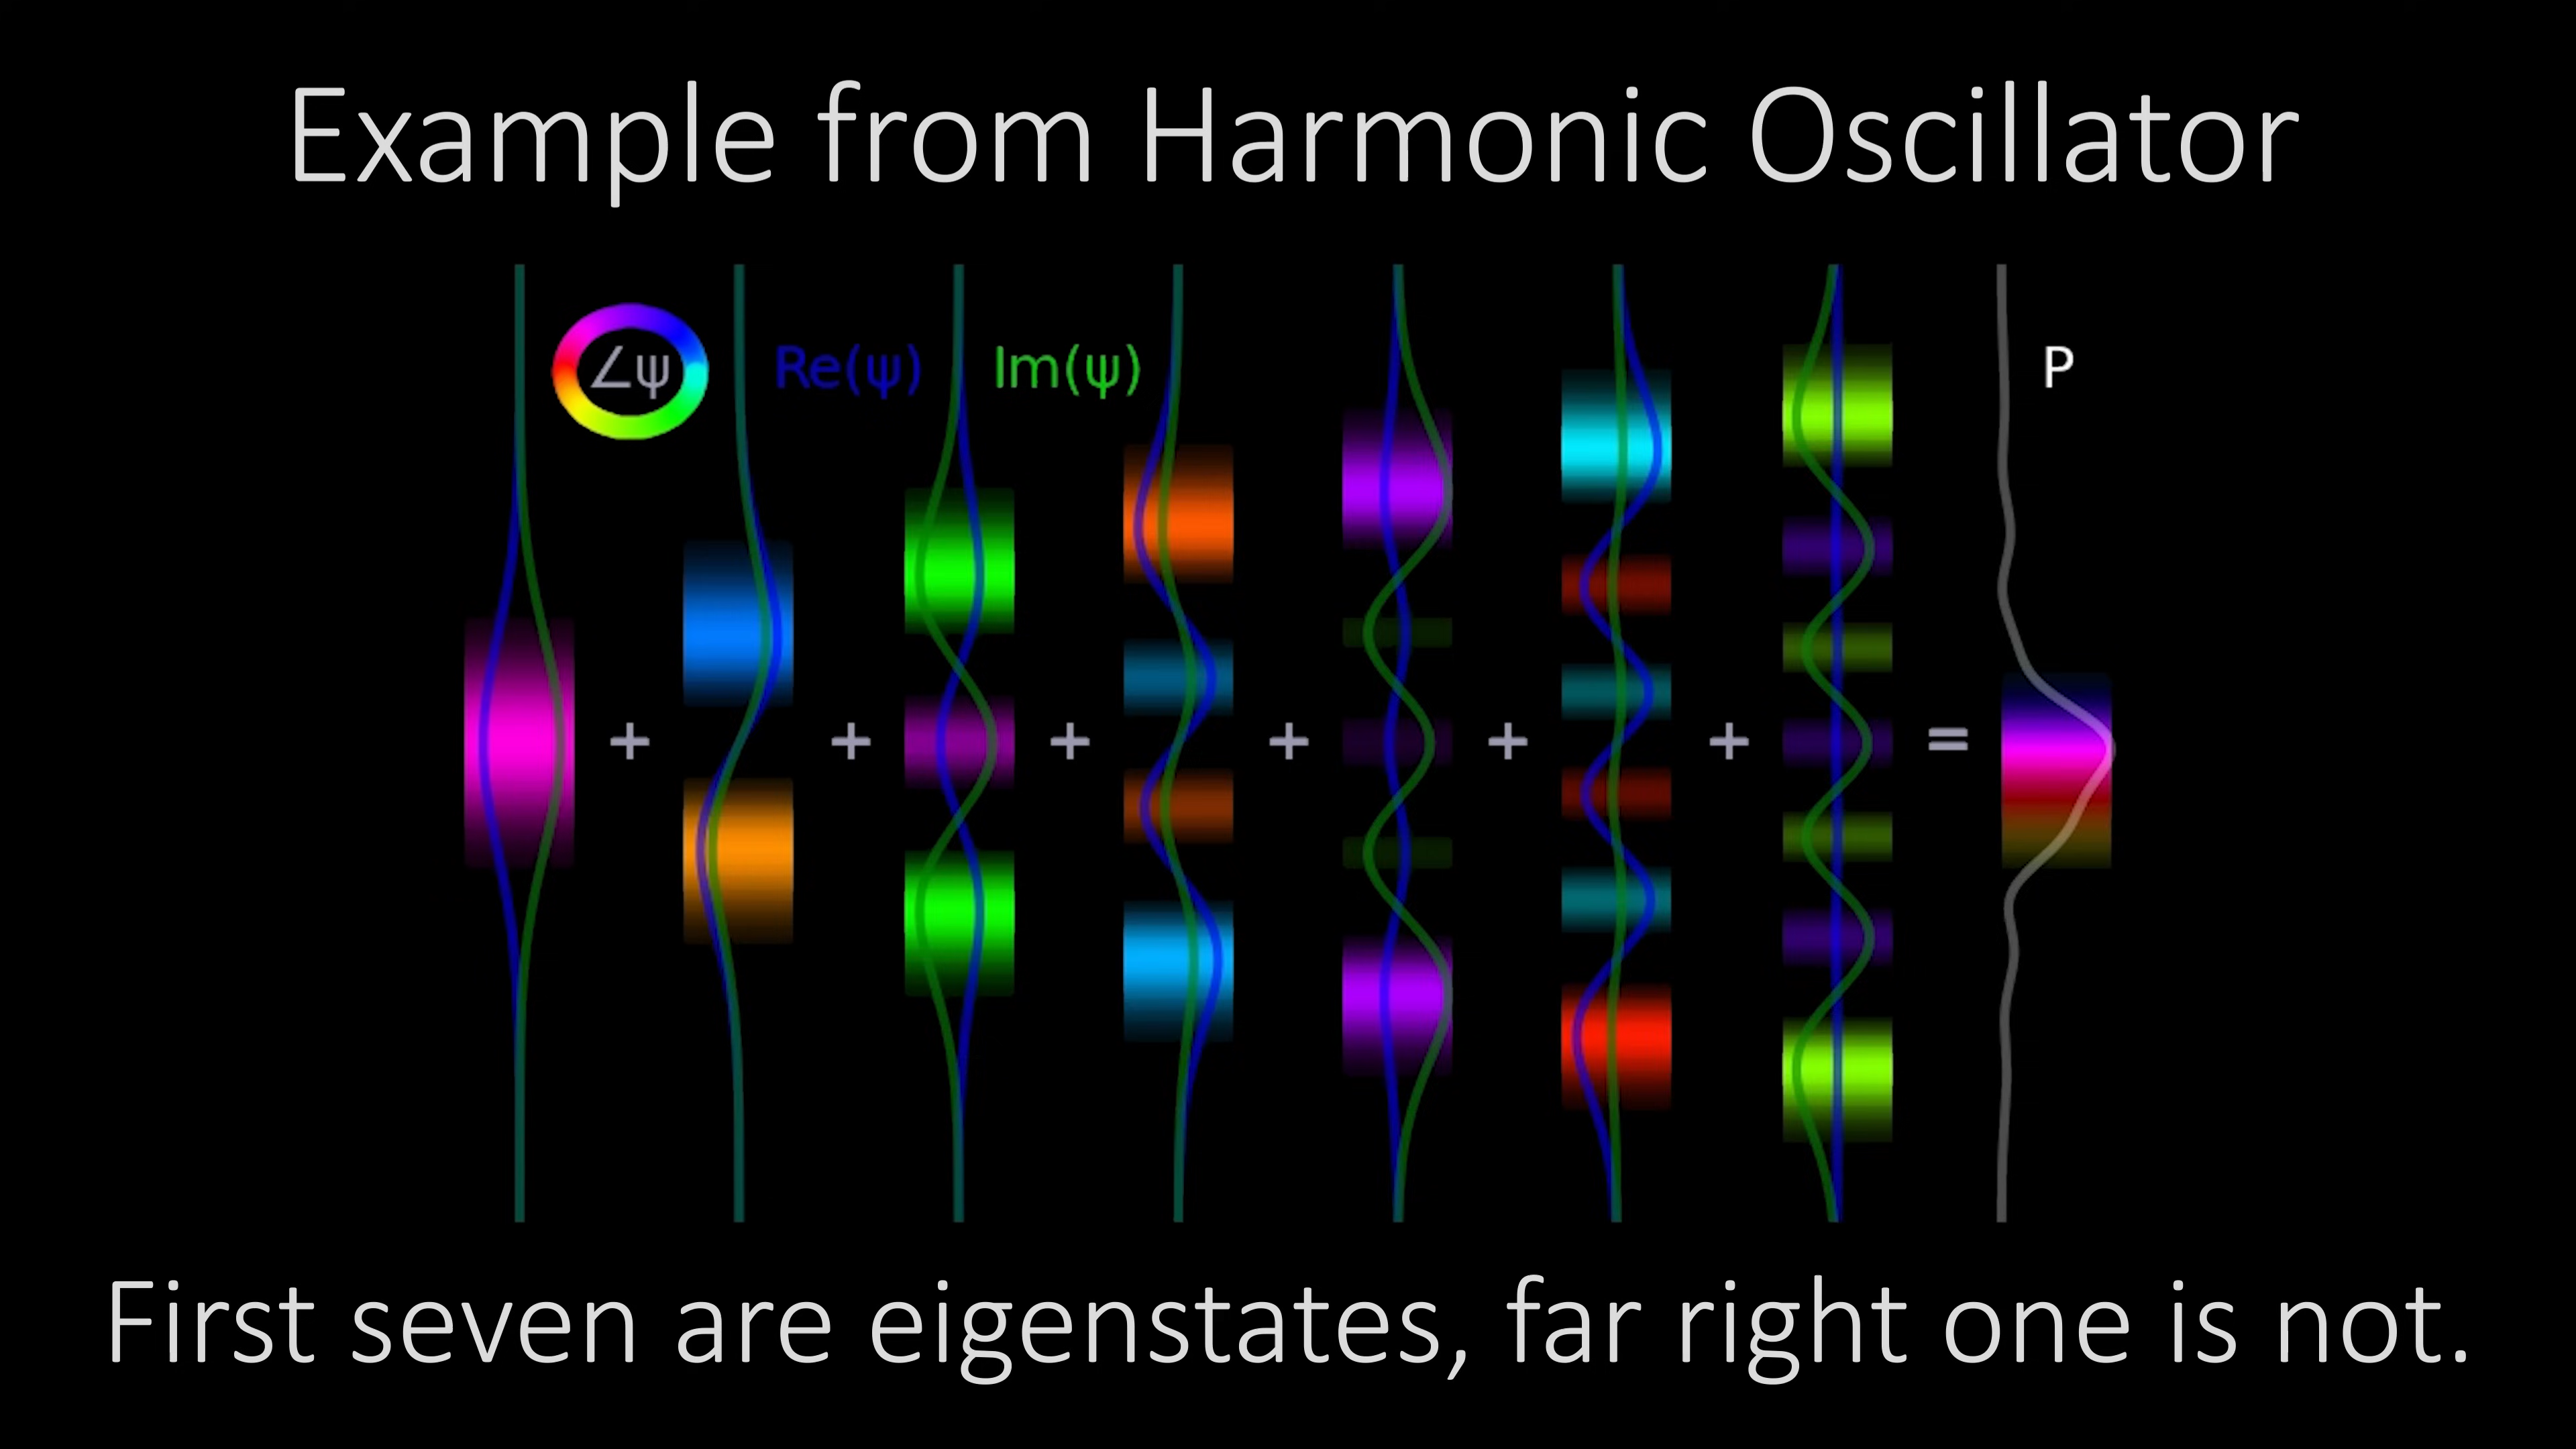 Example from Harmonic Oscillator
∠ψ Re(ψ) Im(ψ) P
+ + + + + + =
First seven are eigenstates, far right one is not.